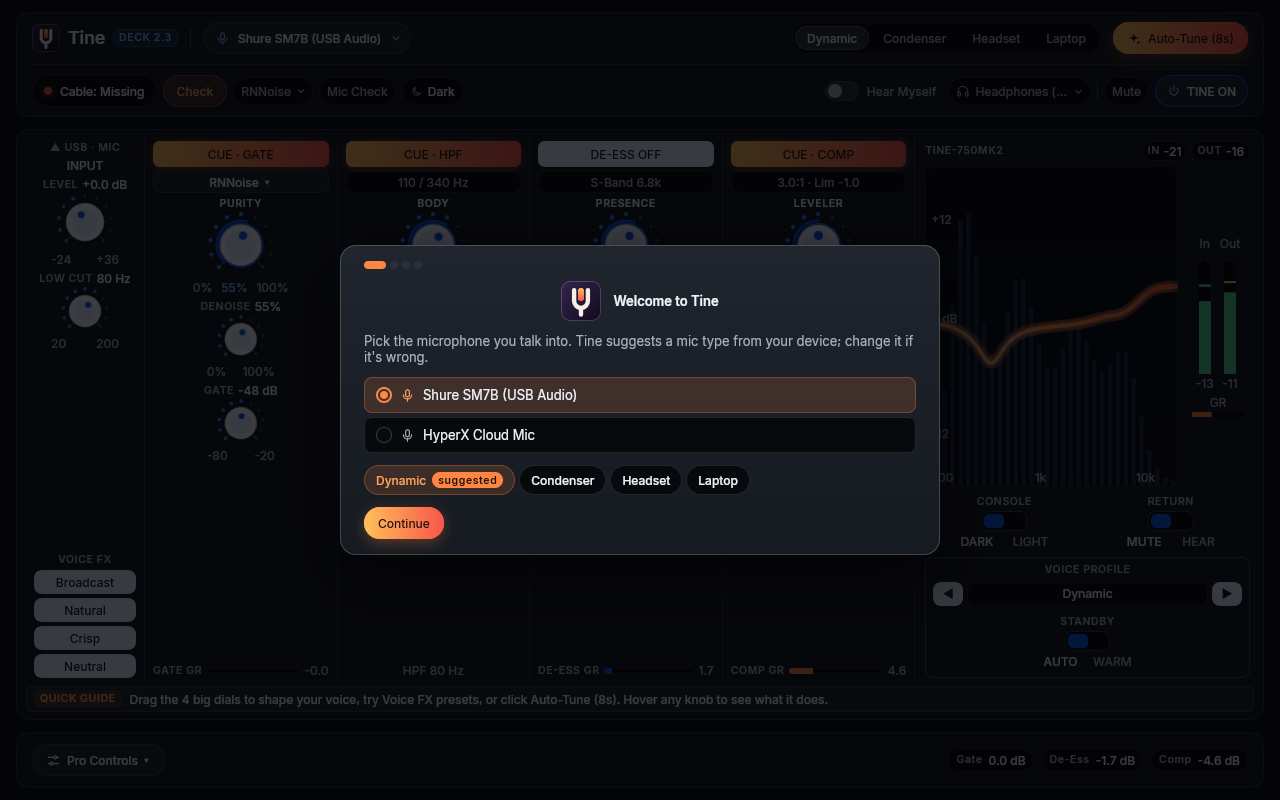 Tine
DECK 2.3
Shure SM7B (USB Audio)
Dynamic
Condenser
Headset
Laptop
Auto-Tune (8s)
Cable: Missing
Check
RNNoise
Mic Check
Dark
Hear Myself
Headphones (...
Mute
TINE ON
USB · MIC
INPUT
LEVEL +0.0 dB
-24 +36
LOW CUT 80 Hz
20 200
VOICE FX
Broadcast
Natural
Crisp
Neutral
CUE · GATE
RNNoise
PURITY
0% 55% 100%
DENOISE 55%
0% 100%
GATE -48 dB
-80 -20
GATE GR -0.0
CUE · HPF
110 / 340 Hz
BODY
HPF 80 Hz
DE-ESS OFF
S-Band 6.8k
PRESENCE
DE-ESS GR 1.7
CUE · COMP
3.0:1 · Lim -1.0
LEVELER
COMP GR 4.6
TINE-750MK2
IN -21
OUT -16
+12
dB
1k
10k
In Out
-13 -11
GR
CONSOLE
DARK LIGHT
RETURN
MUTE HEAR
VOICE PROFILE
Dynamic
STANDBY
AUTO WARM
Welcome to Tine
Pick the microphone you talk into. Tine suggests a mic type from your device; change it if
it's wrong.
Shure SM7B (USB Audio)
HyperX Cloud Mic
Dynamic suggested
Condenser
Headset
Laptop
Continue
QUICK GUIDE
Drag the 4 big dials to shape your voice, try Voice FX presets, or click Auto-Tune (8s). Hover any knob to see what it does.
Pro Controls
Gate 0.0 dB
De-Ess -1.7 dB
Comp -4.6 dB